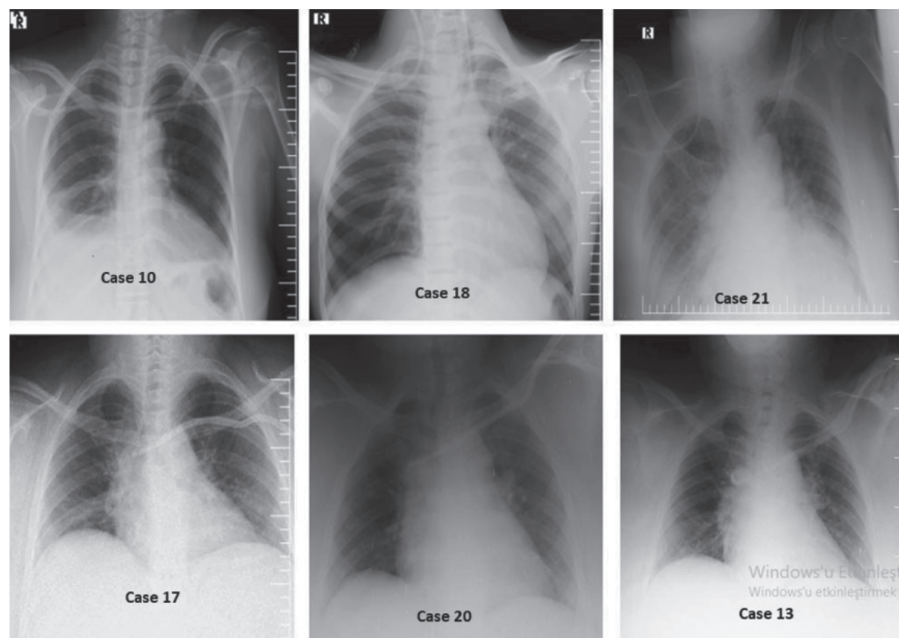 R
R
R
Case 10
Case 18
Case 21
Case 17
Case 20
Case 13
Windows'u Etkinleşt
Windows'u etkinleştirmek